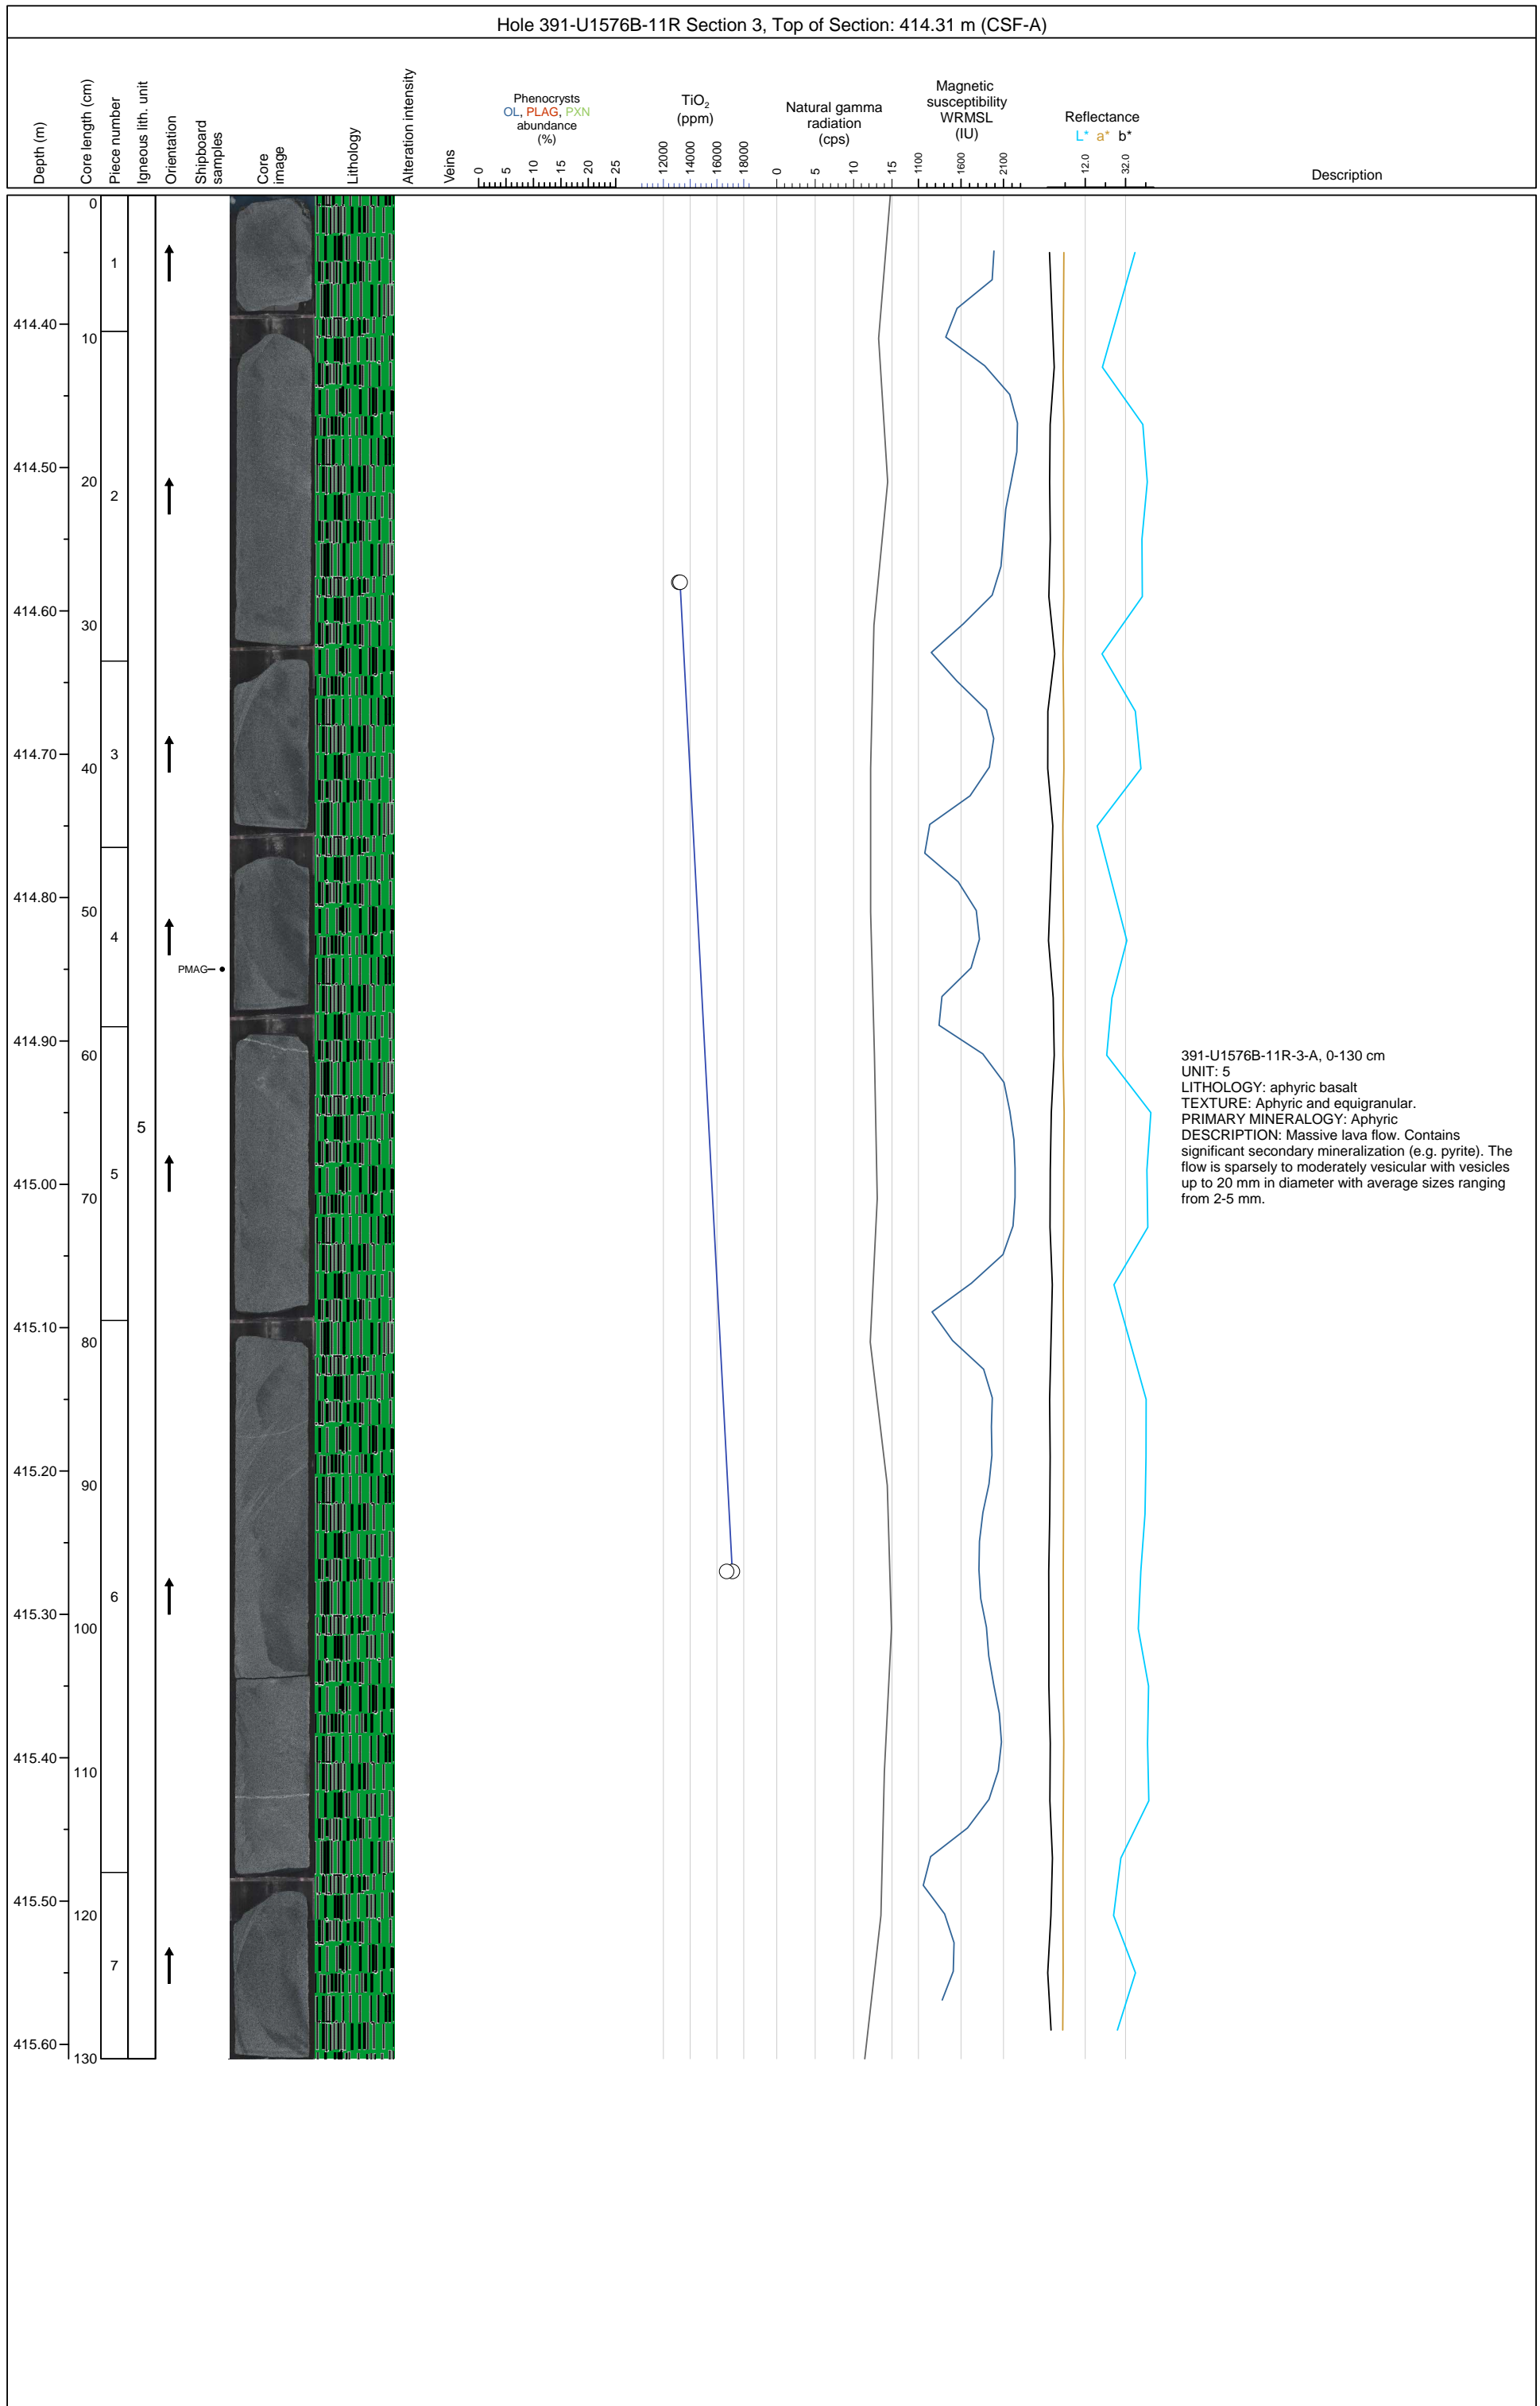 Hole 391-U1576B-11R Section 3, Top of Section: 414.31 m (CSF-A)
Depth (m)
Core length (cm)
Piece number
Igneous lith. unit
Orientation
Shipboard
samples
Core
image
Lithology
Alteration intensity
Veins
Phenocrysts
OL, PLAG, PXN
abundance
(%)
0 5 10 15 20 25
TiO2
(ppm)
12000 14000 16000 18000
Natural gamma
radiation
(cps)
0 5 10 15
Magnetic
susceptibility
WRMSL
(IU)
1100 1600 2100
Reflectance
L* a* b*
12.0 32.0
Description
0
1
414.40
10
414.50
20
2
414.60
30
414.70
3
40
414.80
50
4
PMAG
414.90
60
5
5
415.00
70
415.10
80
415.20
90
6
415.30
100
415.40
110
415.50
120
7
415.60
130
391-U1576B-11R-3-A, 0-130 cm
UNIT: 5
LITHOLOGY: aphyric basalt
TEXTURE: Aphyric and equigranular.
PRIMARY MINERALOGY: Aphyric
DESCRIPTION: Massive lava flow. Contains
significant secondary mineralization (e.g. pyrite). The
flow is sparsely to moderately vesicular with vesicles
up to 20 mm in diameter with average sizes ranging
from 2-5 mm.